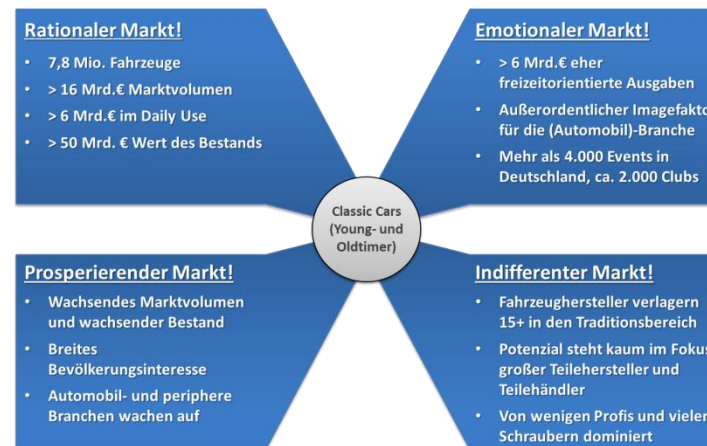 Rationaler Markt!
• 7,8 Mio. Fahrzeuge
• > 16 Mrd.€ Marktvolumen
• > 6 Mrd.€ im Daily Use
• > 50 Mrd. € Wert des Bestands
Emotionaler Markt!
• > 6 Mrd.€ eher
freizeitorientierte Ausgaben
• Außerordentlicher Imagefakto
für die (Automobil)-Branche
• Mehr als 4.000 Events in
Deutschland, ca. 2.000 Clubs
Classic Cars
(Young- und
Oldtimer)
Prosperierender Markt!
• Wachsendes Marktvolumen
und wachsender Bestand
• Breites
Bevölkerungsinteresse
• Automobil- und periphere
Branchen wachen auf
Indifferenter Markt!
• Fahrzeughersteller verlagern
15+ in den Traditionsbereich
• Potenzial steht kaum im Fokus
großer Teilehersteller und
Teilehändler
• Von wenigen Profis und vielen
Schraubern dominiert